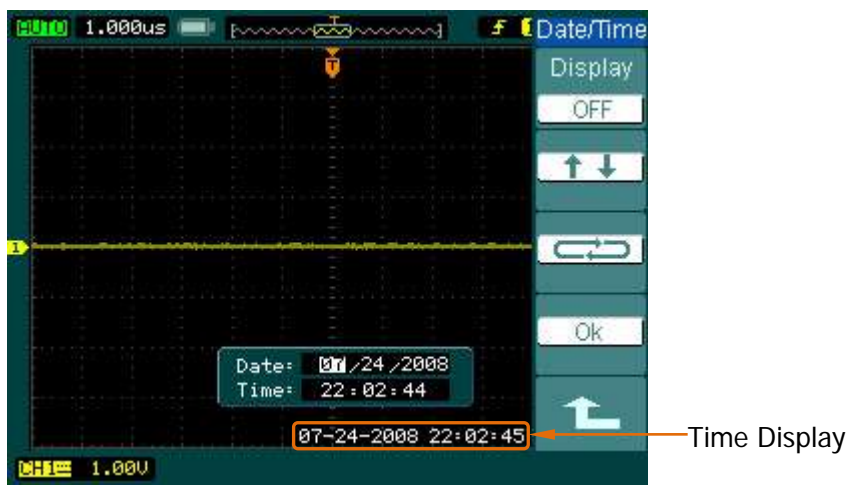 AUTO 1.000us T Date/Time
T
Display
OFF
1
Ok
Date: 07/24/2008
Time: 22:02:44
07-24-2008 22:02:45
Time Display
CH1 1.00V